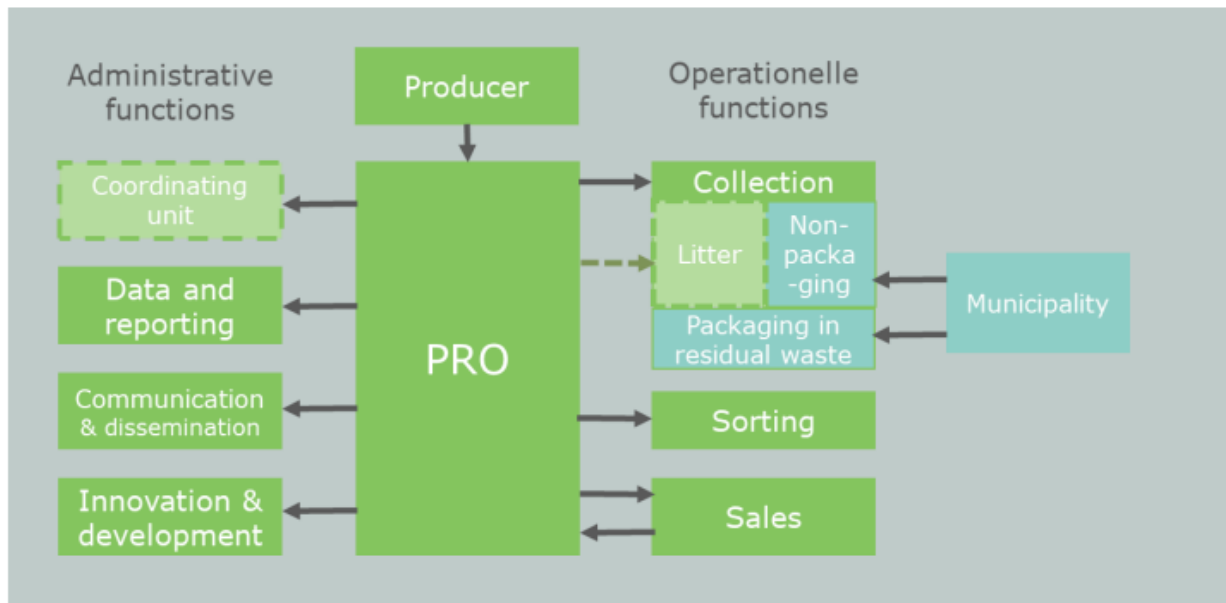 Administrative
functions
Producer
Operationelle
functions
Coordinating
unit
Data and
reporting
Communication
& dissemination
Innovation &
development
PRO
Collection
Litter
Non-
packa
-ging
Packaging in
residual waste
Municipality
Sorting
Sales